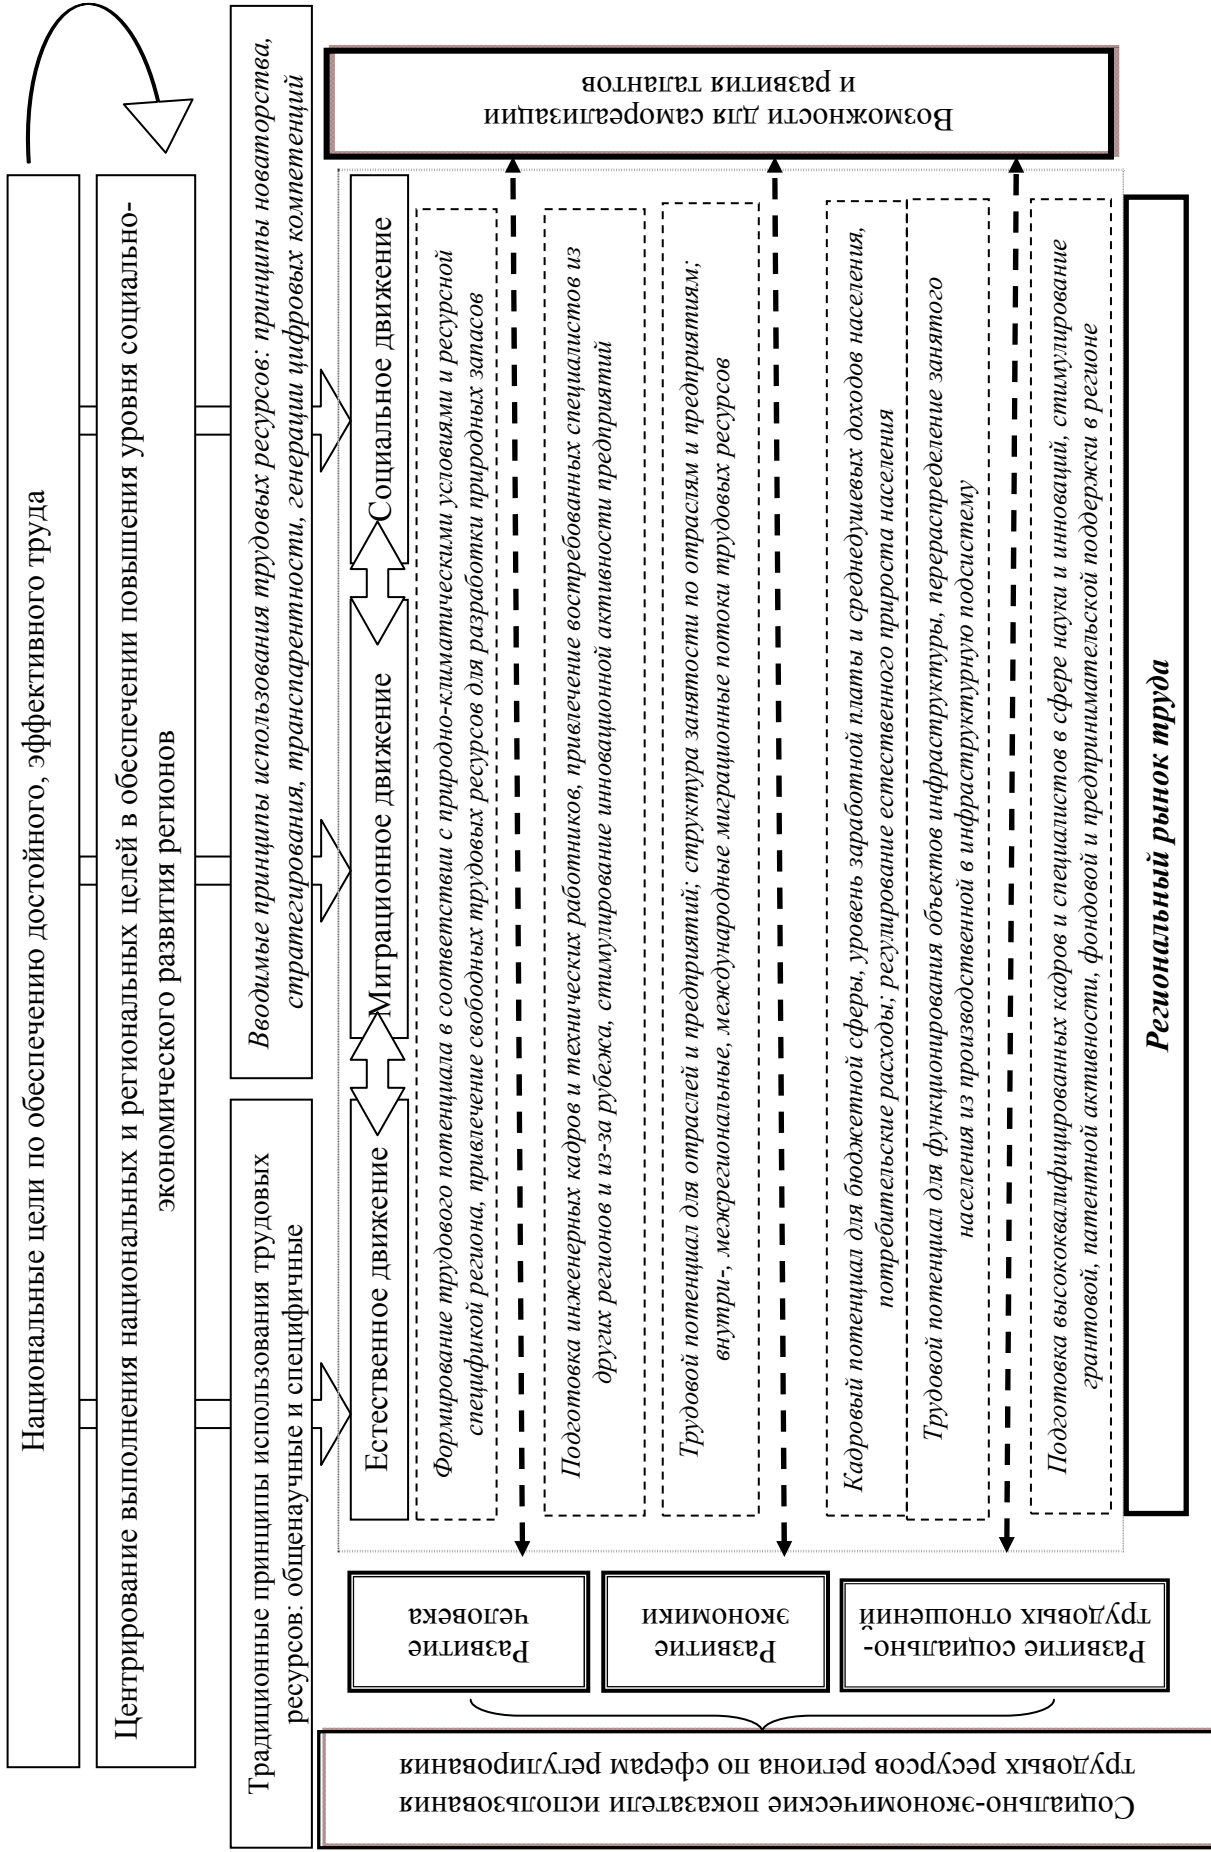 Национальные цели по обеспечению достойного, эффективного труда
Центрирование выполнения национальных и региональных целей в обеспечении повышения уровня социально-
экономического развития регионов
Традиционные принципы использования трудовых
ресурсов: общенаучные и специфичные
Вводимые принципы использования трудовых ресурсов: принципы новаторства,
стратегирования, транспарентности, генерации цифровых компетенций
Социально-экономические показатели использования
трудовых ресурсов региона по сферам регулирования
Развитие
человека
Развитие
экономики
Развитие социально-
трудовых отношений
Естественное движение
Миграционное движение
Социальное движение
Формирование трудового потенциала в соответствии с природно-климатическими условиями и ресурсной
спецификой региона, привлечение свободных трудовых ресурсов для разработки природных запасов
Подготовка инженерных кадров и технических работников, привлечение востребованных специалистов из
других регионов и из-за рубежа, стимулирование инновационной активности предприятий
Трудовой потенциал для отраслей и предприятий; структура занятости по отраслям и предприятиям;
внутри-, межрегиональные, международные миграционные потоки трудовых ресурсов
Кадровый потенциал для бюджетной сферы, уровень заработной платы и среднедушевых доходов населения,
потребительские расходы; регулирование естественного прироста населения
Трудовой потенциал для функционирования объектов инфраструктуры, перераспределение занятого
населения из производственной в инфраструктурную подсистему
Подготовка высококвалифицированных кадров и специалистов в сфере науки и инноваций, стимулирование
грантовой, патентной активности, фондовой и предпринимательской поддержки в регионе
Региональный рынок труда
Возможности для самореализации
и развития талантов